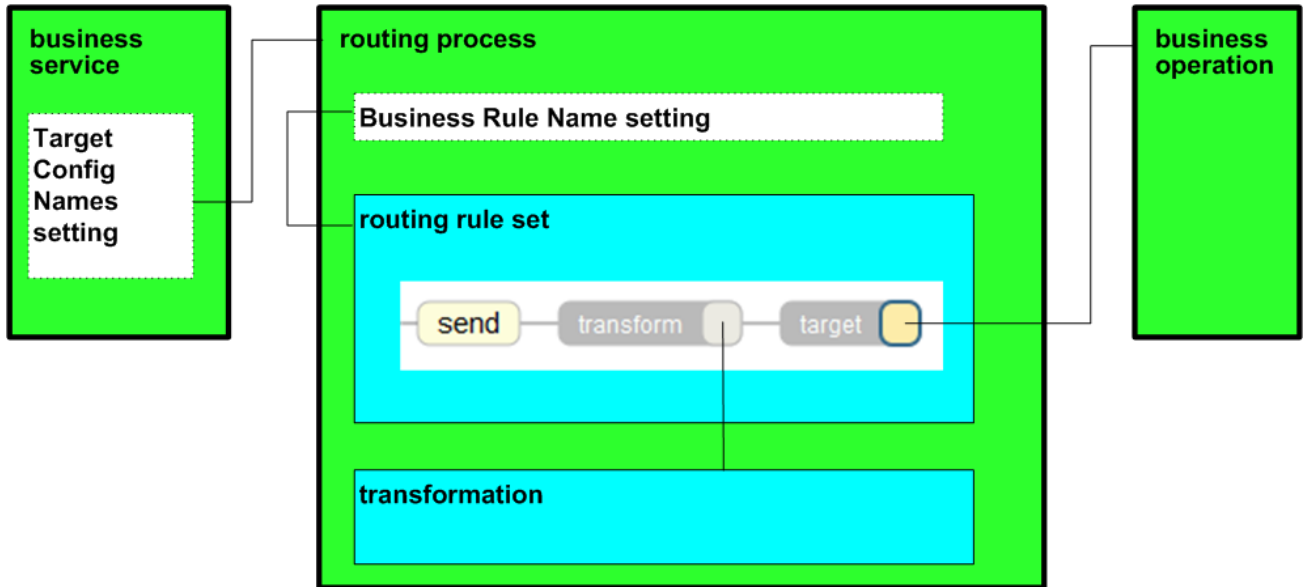 business
service
Target
Config
Names
setting
routing process
Business Rule Name setting
routing rule set
send
transform
target
transformation
business
operation